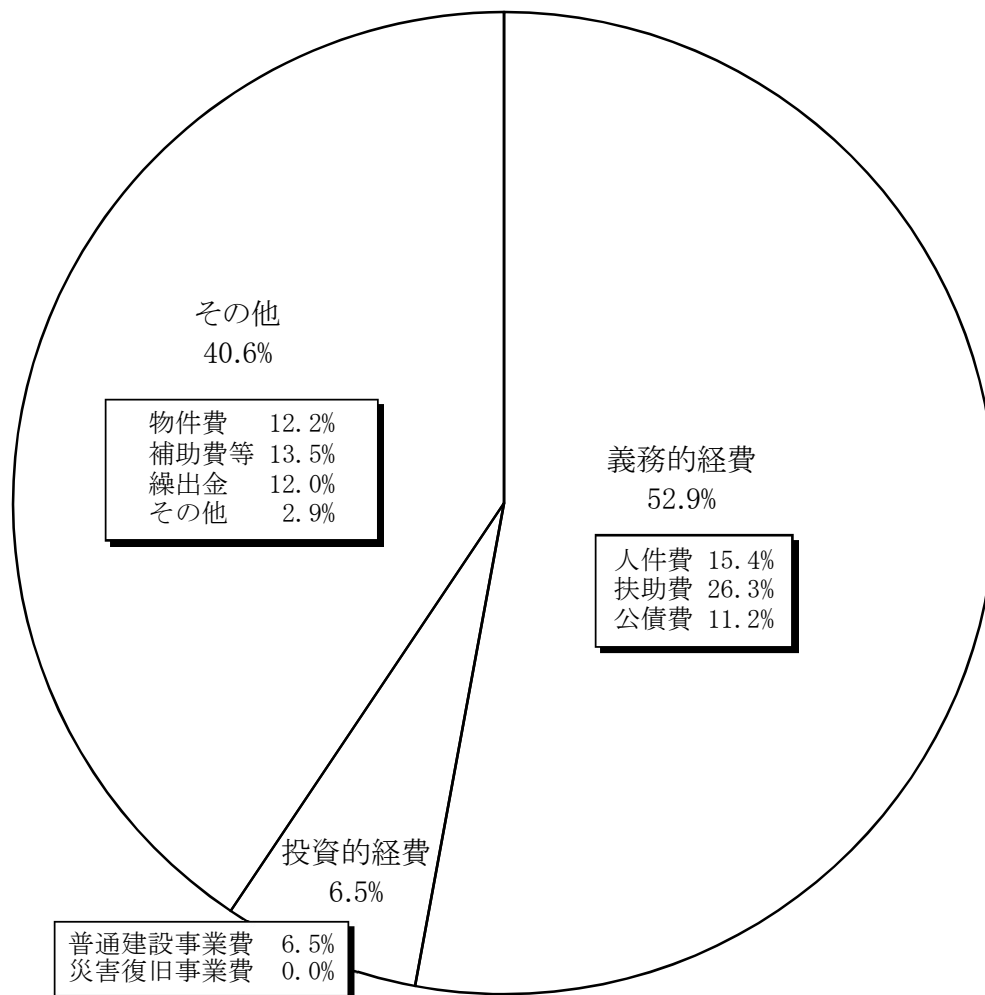 その他
40.6%
物件費 12.2%
補助費等 13.5%
繰出金 12.0%
その他 2.9%
義務的経費
52.9%
人件費 15.4%
扶助費 26.3%
公債費 11.2%
投資的経費
6.5%
普通建設事業費 6.5%
災害復旧事業費 0.0%